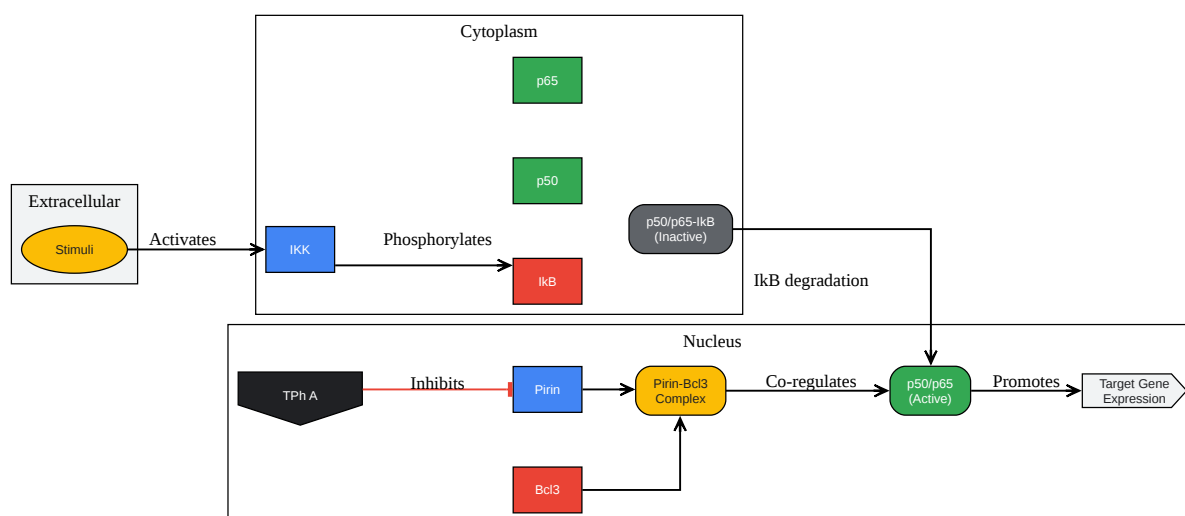 Cytoplasm
p65
p50
Extracellular
Stimuli
Activates
IKK
Phosphorylates
IkB
p50/p65-IkB
(Inactive)
IkB degradation
Nucleus
TPh A
Inhibits
Pirin
Pirin-Bcl3
Complex
Co-regulates
p50/p65
(Active)
Promotes
Target Gene
Expression
Bcl3